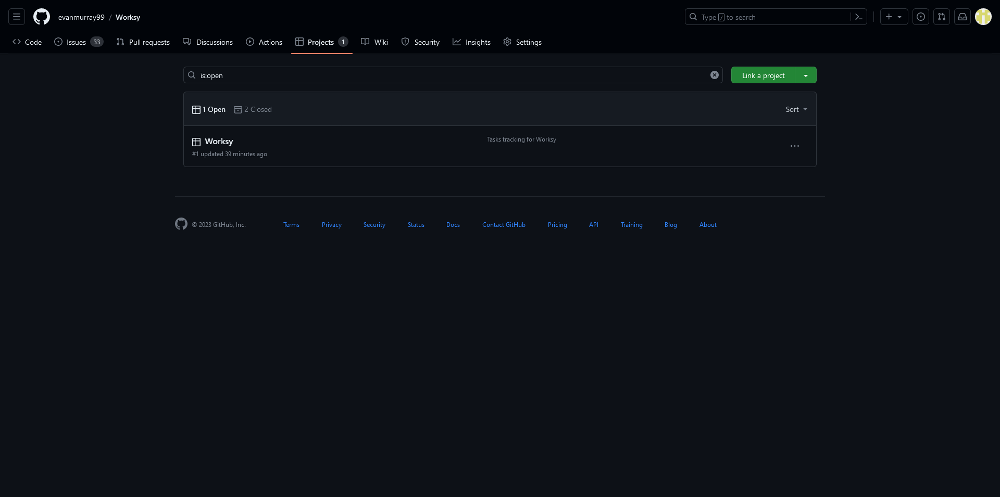 evanmurray99 / Worksy
Type / to search
Code Issues 33 Pull requests Discussions Actions Projects 1 Wiki Security Insights Settings
is:open
Link a project
1 Open 2 Closed
Sort
Worksy
Tasks tracking for Worksy
#1 updated 39 minutes ago
© 2023 GitHub, Inc. Terms Privacy Security Status Docs Contact GitHub Pricing API Training Blog About